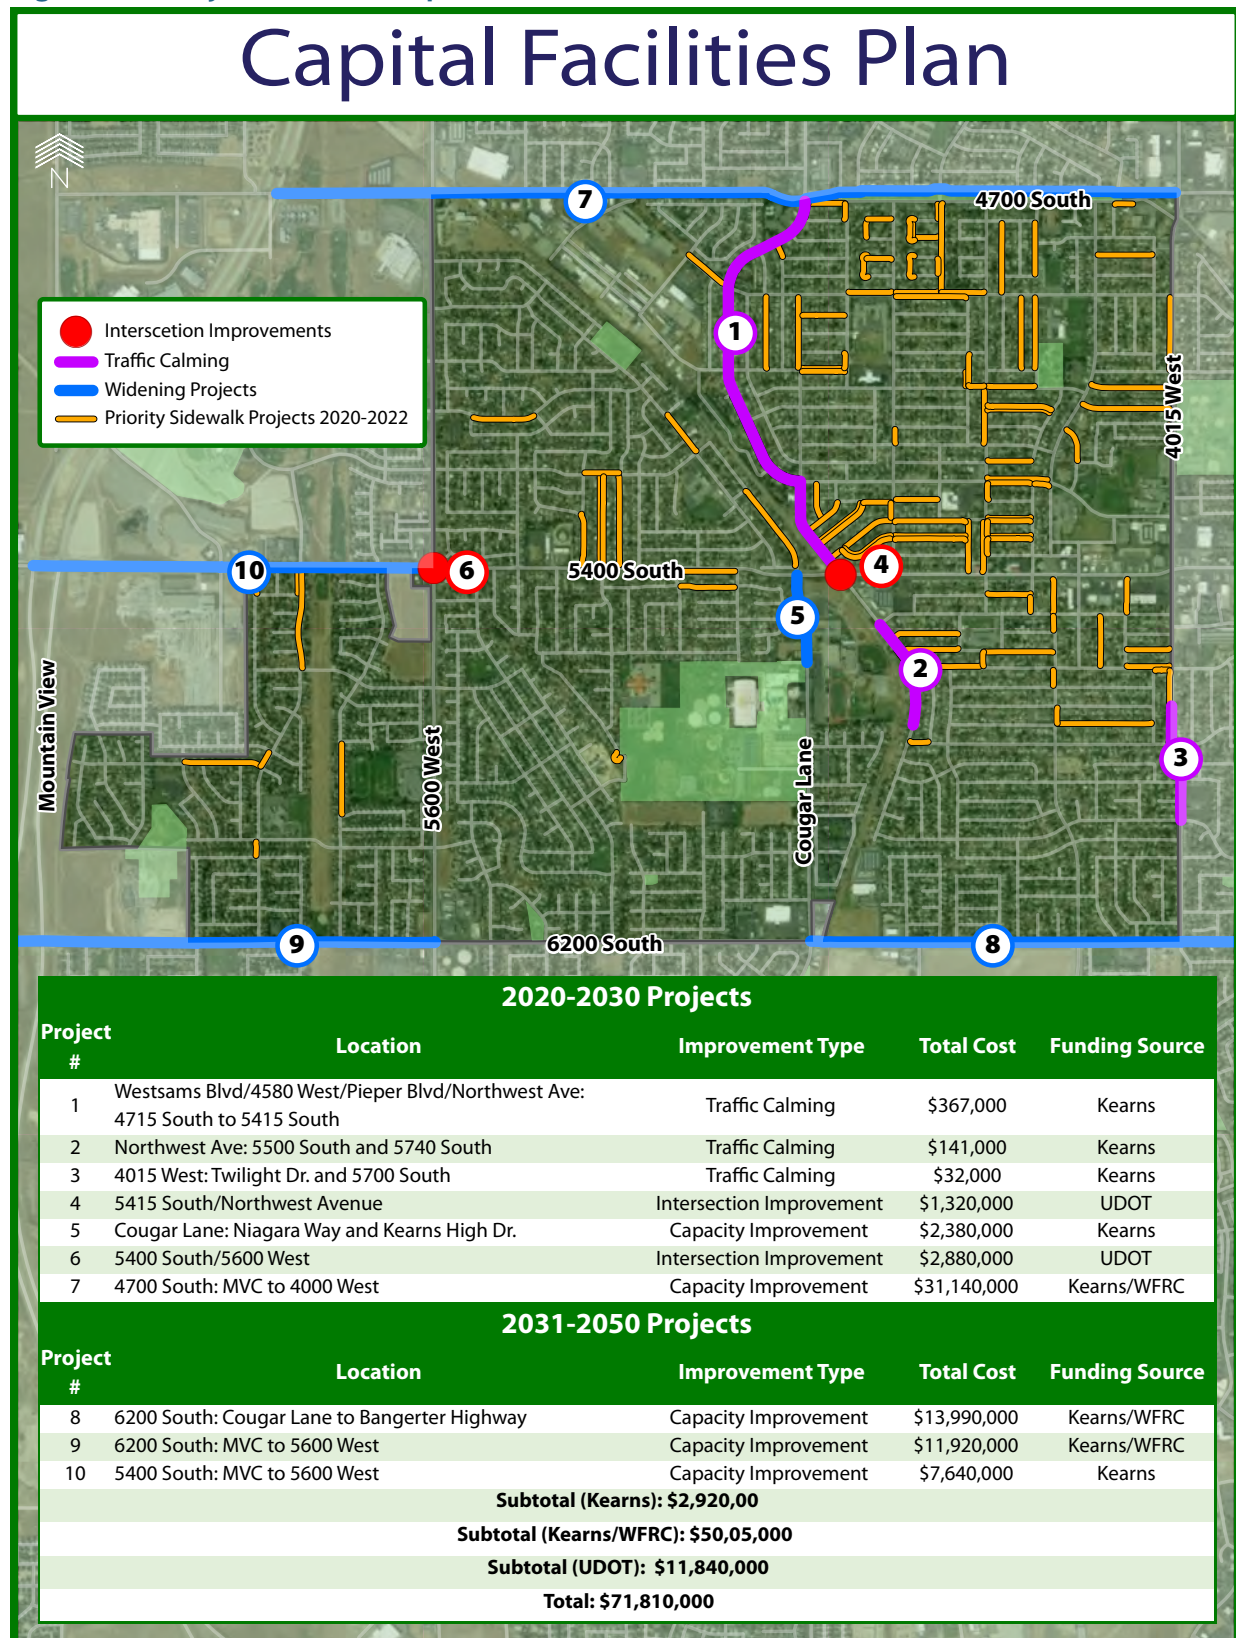 Capital Facilities Plan
N
7
4700 South
1
Interscetion Improvements
Traffic Calming
Widening Projects
Priority Sidewalk Projects 2020-2022
4015 West
10
6
5400 South
4
5
2
Mountain View
5600 West
Cougar Lane
3
9
6200 South
8
2020-2030 Projects
Project # Location Improvement Type Total Cost Funding Source
1 Westsams Blvd/4580 West/Pieper Blvd/Northwest Ave: 4715 South to 5415 South Traffic Calming $367,000 Kearns
2 Northwest Ave: 5500 South and 5740 South Traffic Calming $141,000 Kearns
3 4015 West: Twilight Dr. and 5700 South Traffic Calming $32,000 Kearns
4 5415 South/Northwest Avenue Intersection Improvement $1,320,000 UDOT
5 Cougar Lane: Niagara Way and Kearns High Dr. Capacity Improvement $2,380,000 Kearns
6 5400 South/5600 West Intersection Improvement $2,880,000 UDOT
7 4700 South: MVC to 4000 West Capacity Improvement $31,140,000 Kearns/WFRC
2031-2050 Projects
Project # Location Improvement Type Total Cost Funding Source
8 6200 South: Cougar Lane to Bangerter Highway Capacity Improvement $13,990,000 Kearns/WFRC
9 6200 South: MVC to 5600 West Capacity Improvement $11,920,000 Kearns/WFRC
10 5400 South: MVC to 5600 West Capacity Improvement $7,640,000 Kearns
Subtotal (Kearns): $2,920,00
Subtotal (Kearns/WFRC): $50,05,000
Subtotal (UDOT): $11,840,000
Total: $71,810,000